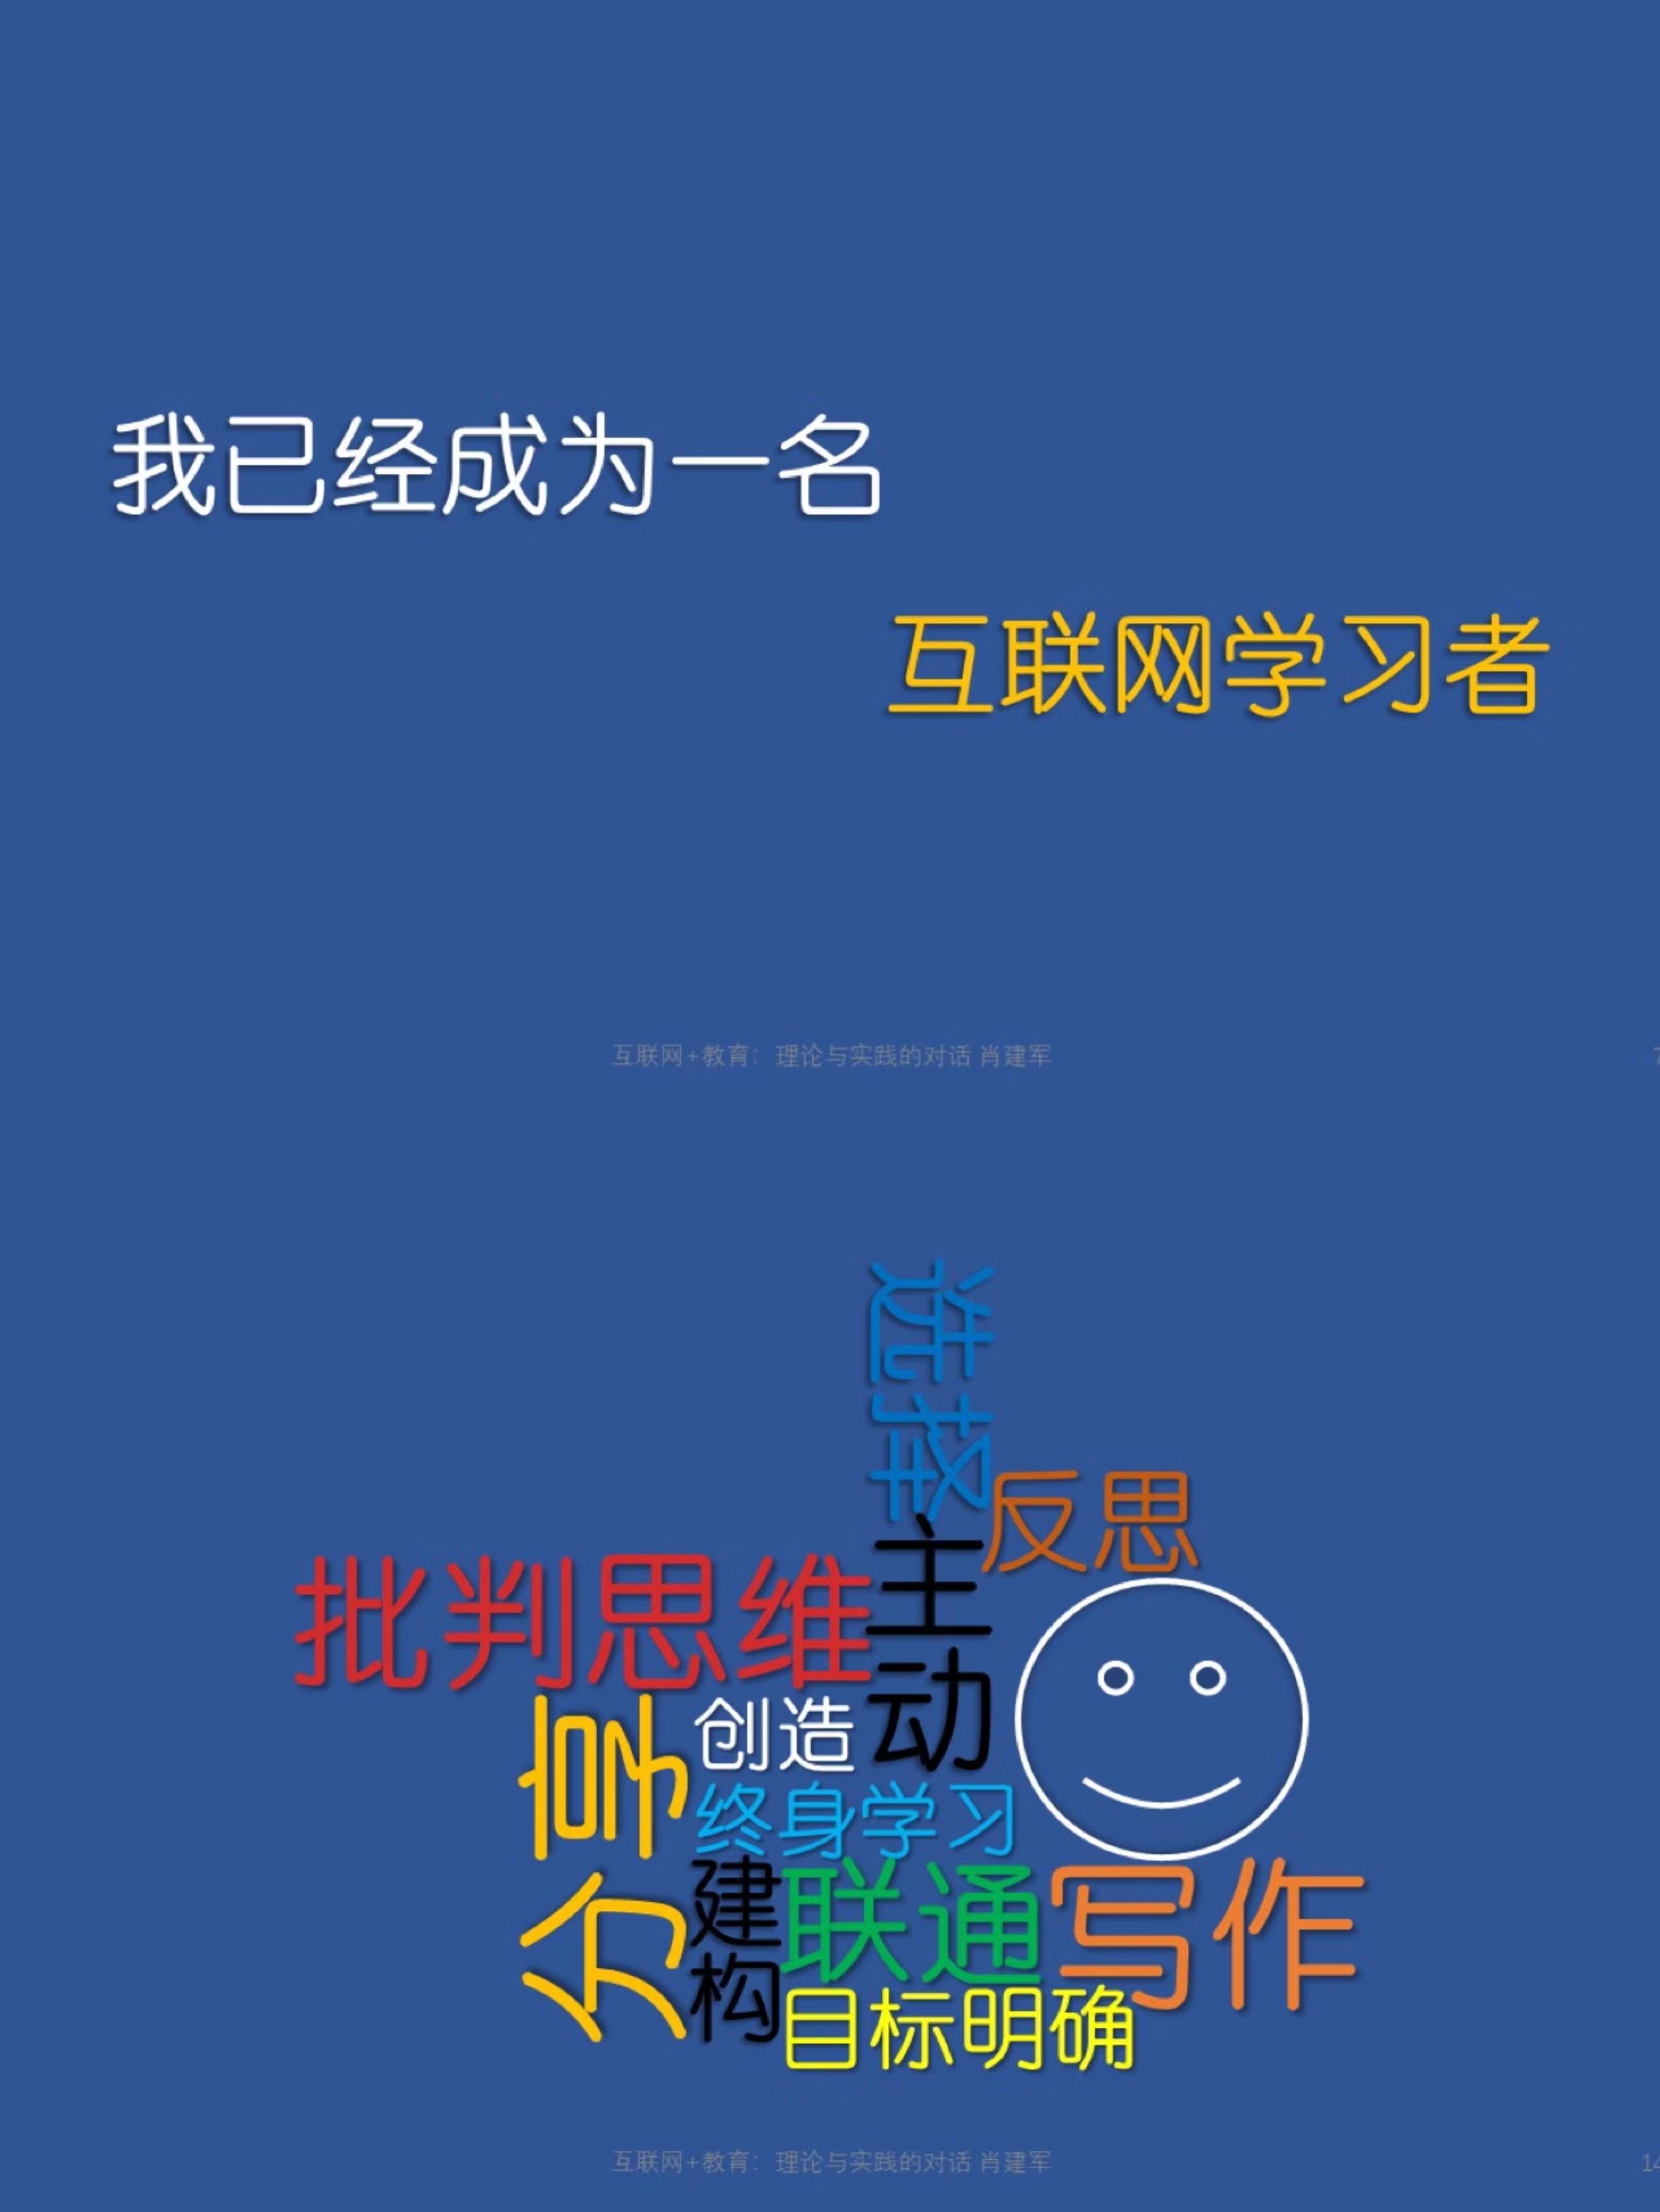 我已经成为一名
互联网学习者
互联网+教育：理论与实践的对话 肖建军
7
选择
反思
主动
批判思维
创造
分享
终身学习
建构
联通
写作
目标明确
互联网+教育：理论与实践的对话 肖建军
14